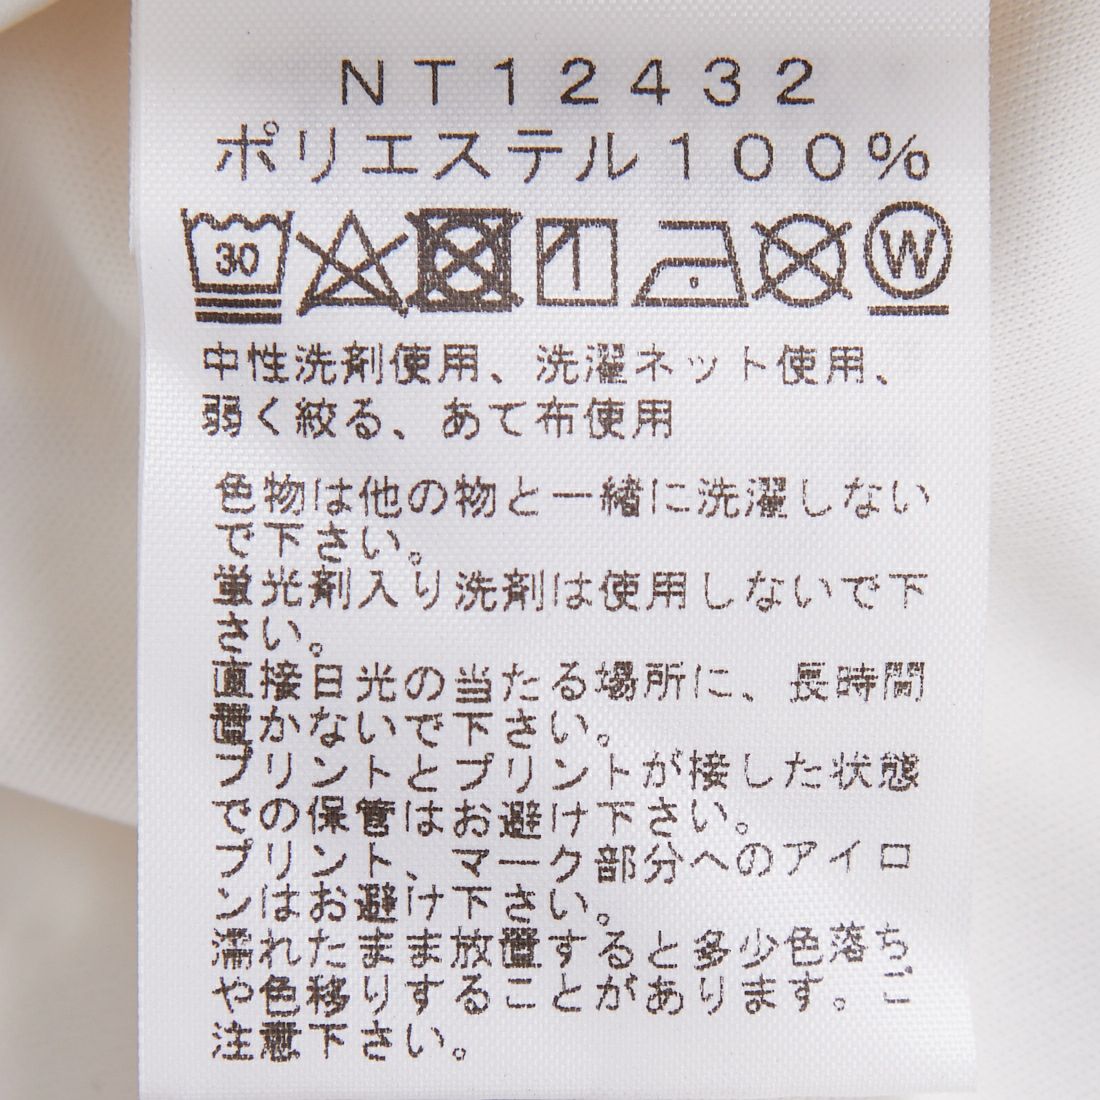 NT12432
ポリエステル100%
30
W
中性洗剤使用、洗濯ネット使用、
弱く絞る、あて布使用
色物は他の物と一緒に洗濯しない
で下さい。
蛍光剤入り洗剤は使用しないで下
さい。
直接日光の当たる場所に、長時間
置かないで下さい。
プリントとプリントが接した状態
での保管はお避け下さい。
プリント、マーク部分へのアイロ
ンはお避け下さい。
濡れたまま放置すると多少色落ち
や色移りすることがあります。ご
注意下さい。